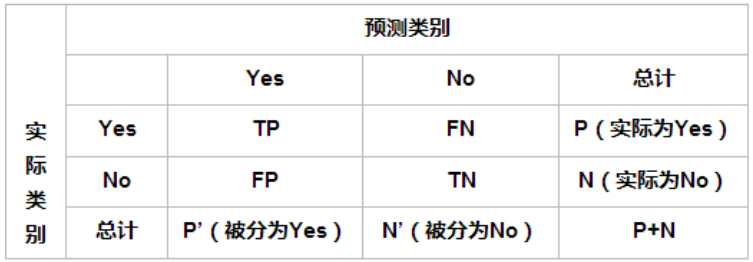 预测类别
Yes No 总计
实际类别
Yes TP FN P（实际为Yes）
No FP TN N（实际为No）
总计 P’（被分为Yes） N’（被分为No） P+N